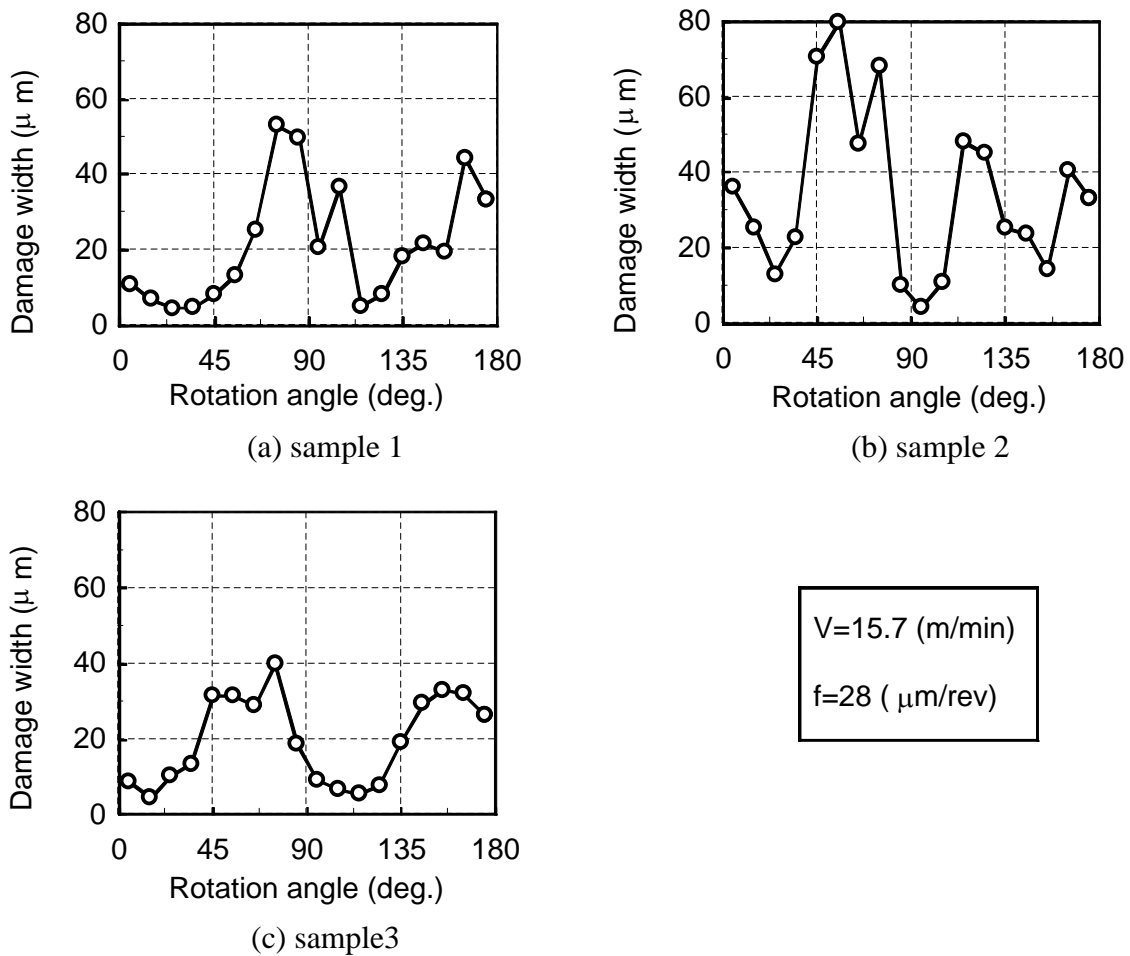 80
60
40
20
0
Damage width (μ m)
0 45 90 135 180
Rotation angle (deg.)
(a) sample 1
80
60
40
20
0
Damage width (μ m)
0 45 90 135 180
Rotation angle (deg.)
(b) sample 2
80
60
40
20
0
Damage width (μ m)
0 45 90 135 180
Rotation angle (deg.)
(c) sample3
V=15.7 (m/min)
f=28 ( μm/rev)